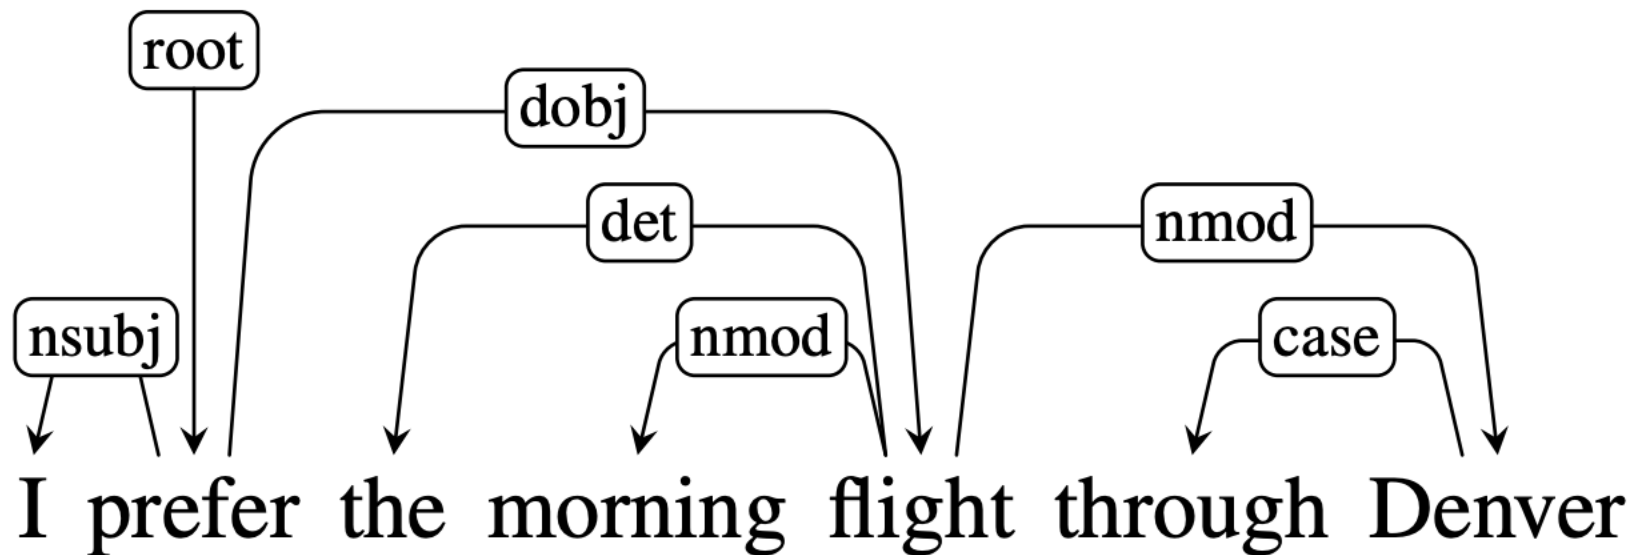 root
dobj
det nmod
nsubj nmod case
I prefer the morning flight through Denver